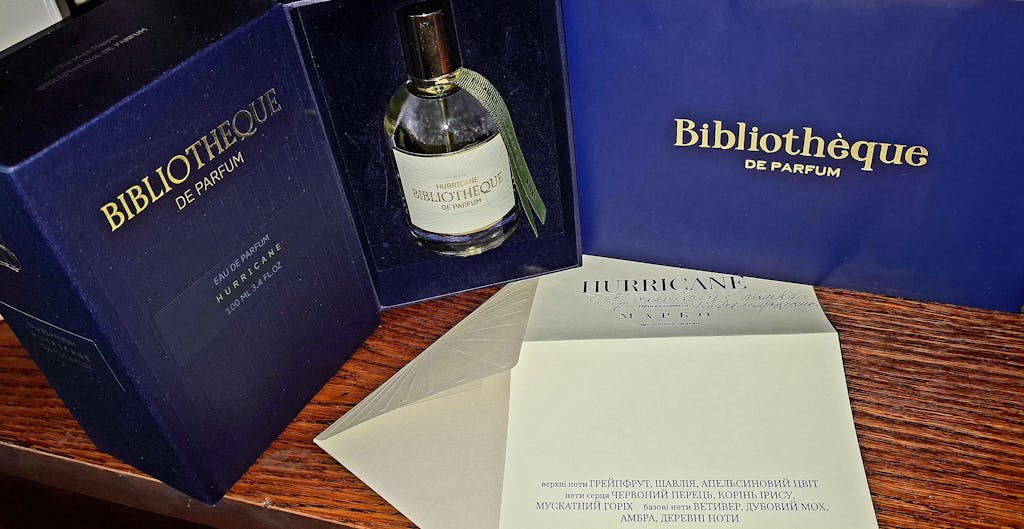 BIBLIOTHEQUE
DE PARFUM
EAU DE PARFUM
HURRICANE
100 ML 3.4 FL.OZ
HURRICANE
BIBLIOTHEQUE
DE PARFUM
Bibliothèque
DE PARFUM
HURRICANE
МАРКО
верхні ноти ГРЕЙПФРУТ, ШАВЛІЯ, АПЕЛЬСИНОВИЙ ЦВІТ
ноти серця ЧЕРВОНИЙ ПЕРЕЦЬ, КОРІНЬ ІРИСУ,
МУСКАТНИЙ ГОРІХ базові ноти ВЕТИВЕР, ДУБОВИЙ МОХ,
АМБРА, ДЕРЕВНІ НОТИ